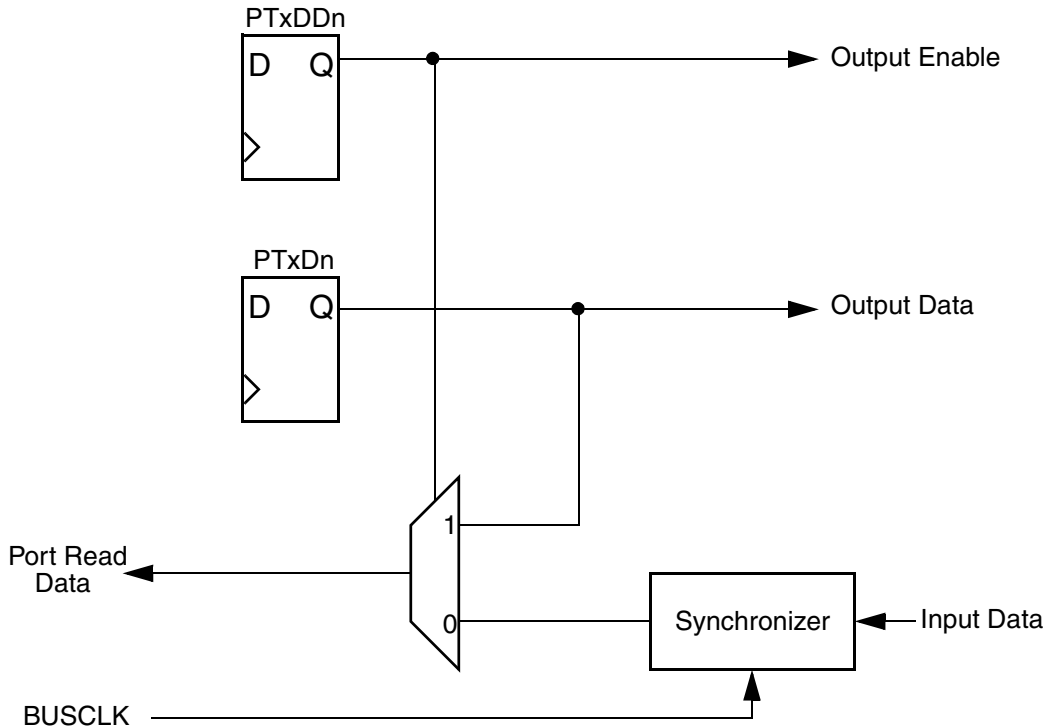 PTxDDn
D Q
Output Enable
PTxDn
D Q
Output Data
1
Port Read
Data
0
Synchronizer
Input Data
BUSCLK